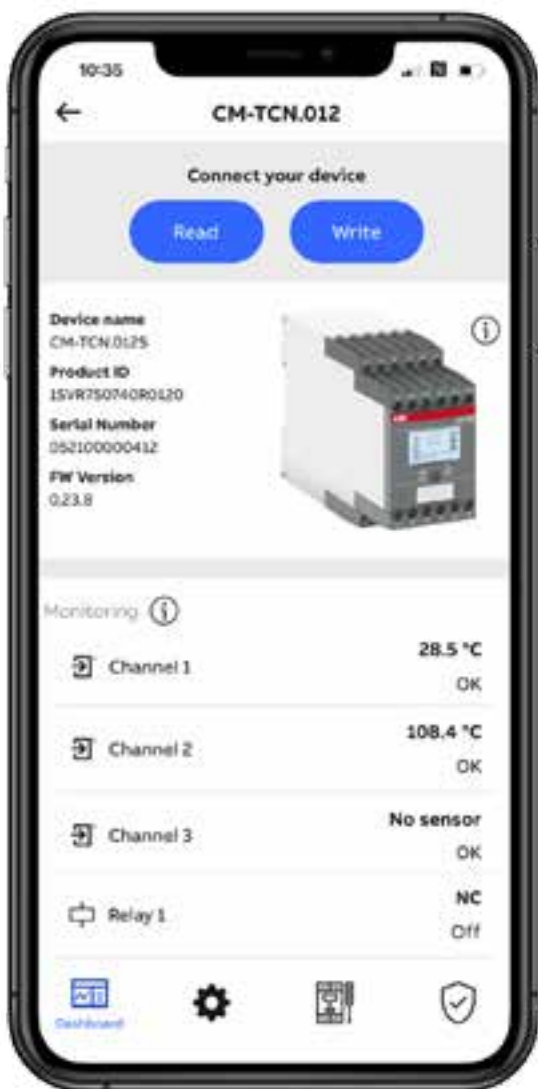 10:35
CM-TCN.012
Connect your device
Read
Write
Device name
CM-TCN.012S
Product ID
1SVR750740R0120
Serial Number
052100000412
FW Version
0.23.8
ABB
Monitoring
Channel 1
28.5 °C
OK
Channel 2
108.4 °C
OK
Channel 3
No sensor
OK
Relay 1
NC
Off
Dashboard